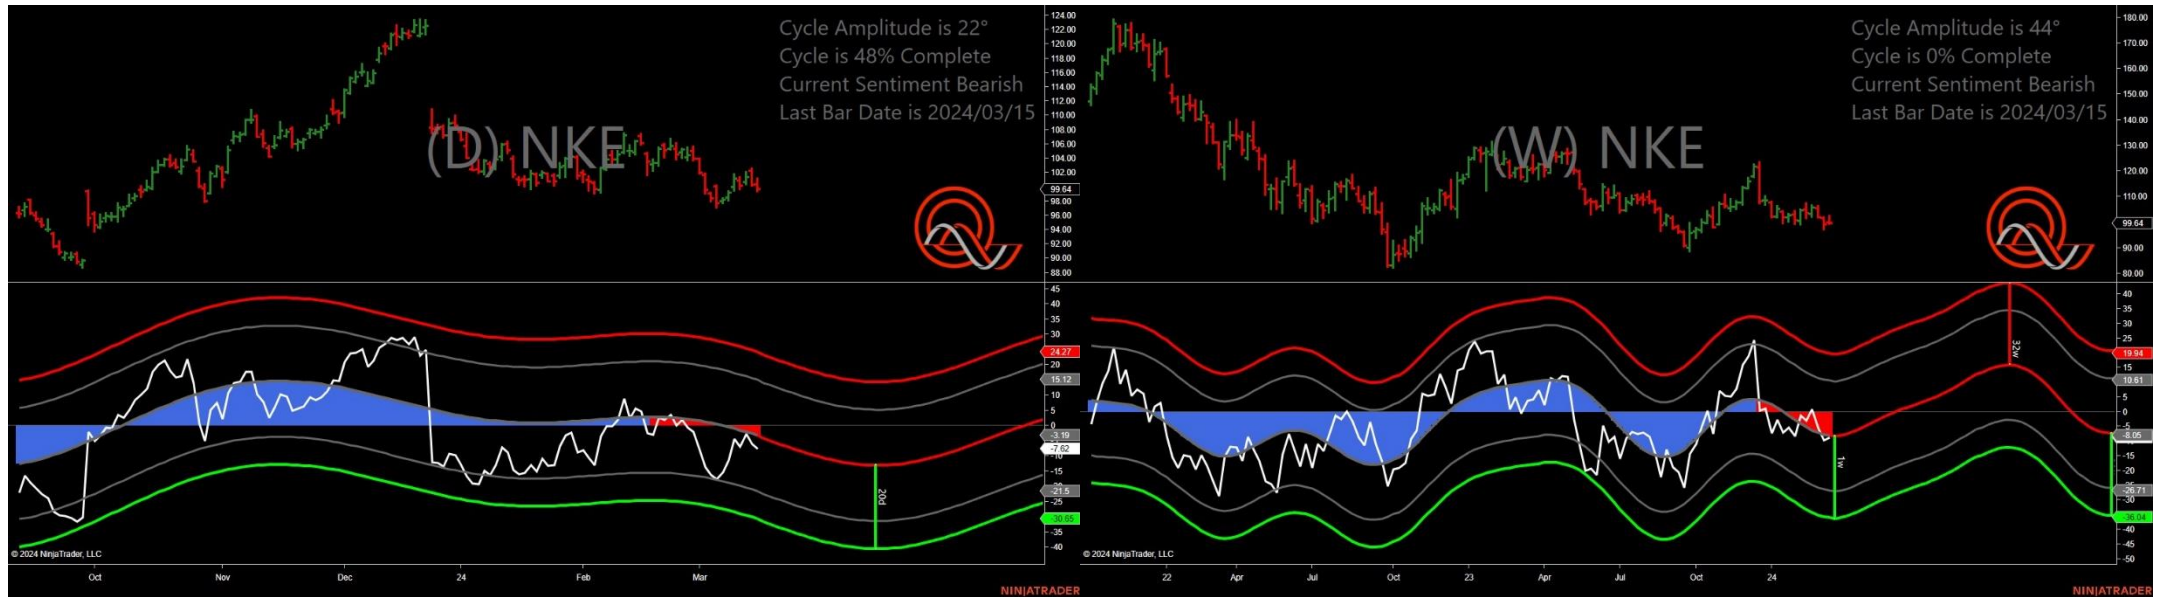 Cycle Amplitude is 22°
Cycle is 48% Complete
Current Sentiment Bearish
Last Bar Date is 2024/03/15
(D) NKE
124.00
122.00
120.00
118.00
116.00
114.00
112.00
110.00
108.00
106.00
104.00
102.00
99.64
98.00
96.00
94.00
92.00
90.00
88.00
45
40
35
30
24.27
20
15.12
10
5
0
-3.19
-7.62
-10
-15
-21.5
-25
-30.65
-35
-40
20d
© 2024 NinjaTrader, LLC
Oct
Nov
Dec
24
Feb
Mar
NINJATRADER
Cycle Amplitude is 44°
Cycle is 0% Complete
Current Sentiment Bearish
Last Bar Date is 2024/03/15
(W) NKE
180.00
170.00
160.00
150.00
140.00
130.00
120.00
110.00
99.64
90.00
80.00
40
35
30
25
19.94
15
10.61
5
0
-8.05
-15
-20
-26.71
-30
-36.04
-40
-45
-50
32w
1w
© 2024 NinjaTrader, LLC
22
Apr
Jul
Oct
23
Apr
Jul
Oct
24
NINJATRADER